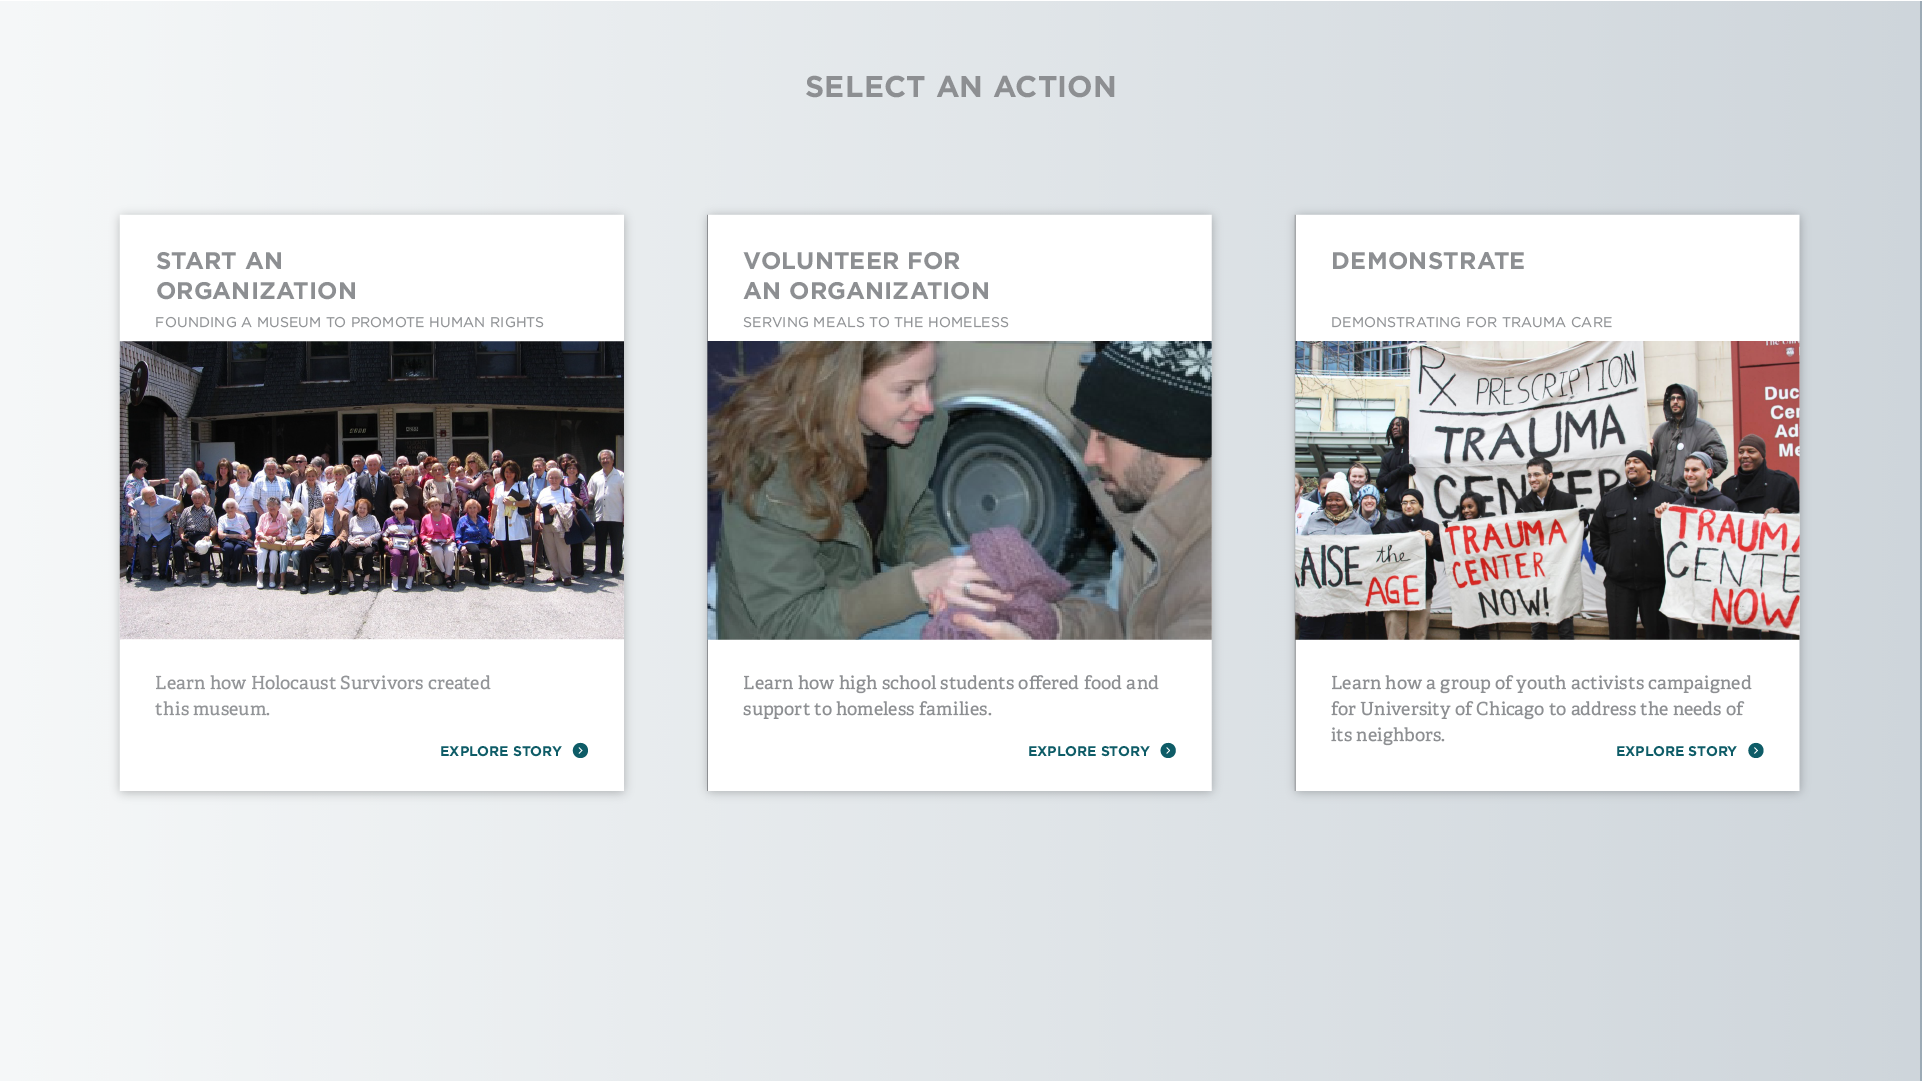 SELECT AN ACTION
START AN
ORGANIZATION
FOUNDING A MUSEUM TO PROMOTE HUMAN RIGHTS
Learn how Holocaust Survivors created
this museum.
EXPLORE STORY
VOLUNTEER FOR
AN ORGANIZATION
SERVING MEALS TO THE HOMELESS
Learn how high school students offered food and
support to homeless families.
EXPLORE STORY
DEMONSTRATE
DEMONSTRATING FOR TRAUMA CARE
Rx PRESCRIPTION
TRAUMA
CENTER
Duc
Cen
Ad
Me
AISE the
AGE
TRAUMA
CENTER
NOW!
TRAUMA
CENTE
NOW
Learn how a group of youth activists campaigned
for University of Chicago to address the needs of
its neighbors.
EXPLORE STORY